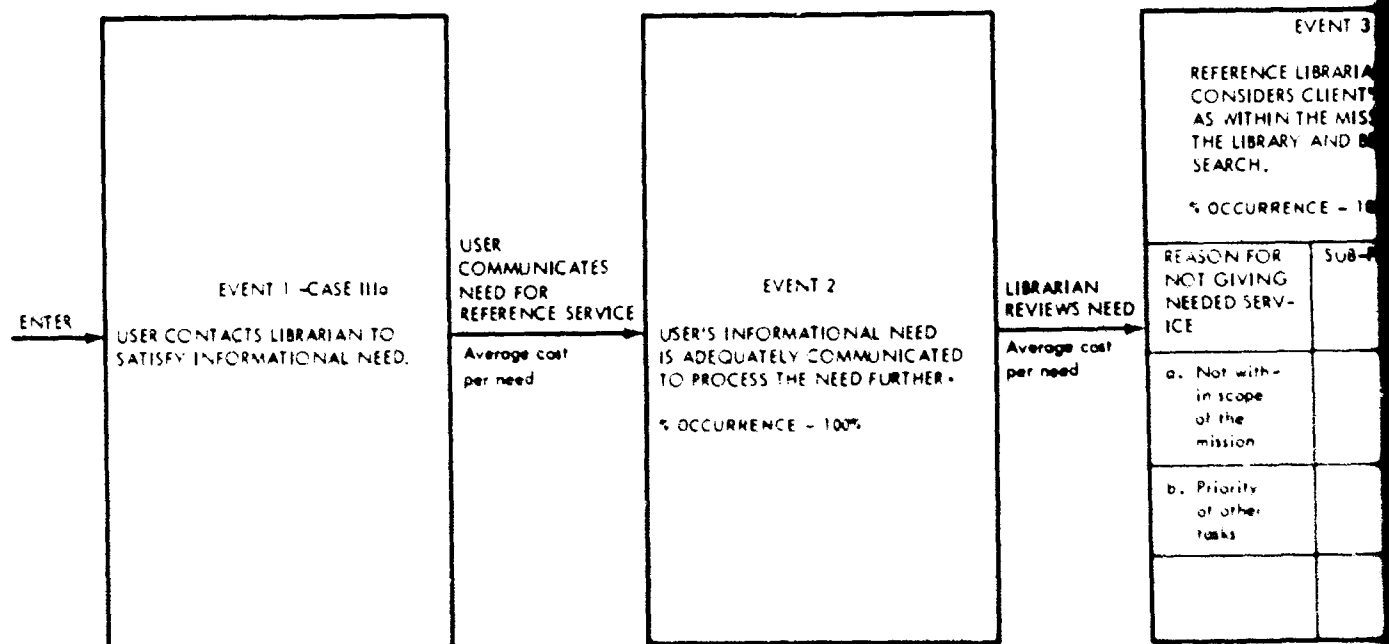 ENTER
EVENT 1 -CASE IIIa
USER CONTACTS LIBRARIAN TO
SATISFY INFORMATIONAL NEED.
USER
COMMUNICATES
NEED FOR
REFERENCE SERVICE
Average cost
per need
EVENT 2
USER'S INFORMATIONAL NEED
IS ADEQUATELY COMMUNICATED
TO PROCESS THE NEED FURTHER.
% OCCURRENCE - 100%
LIBRARIAN
REVIEWS NEED
Average cost
per need
EVENT 3
REFERENCE
CONSIDERS
AS WITHIN THE
THE LIBRARY AND
SEARCH.
% OCCURRENCE -
REASON FOR
NOT GIVING
NEEDED SERV-
ICE
a. Not with-
in scope
of the
mission
b. Priority
of other
tasks